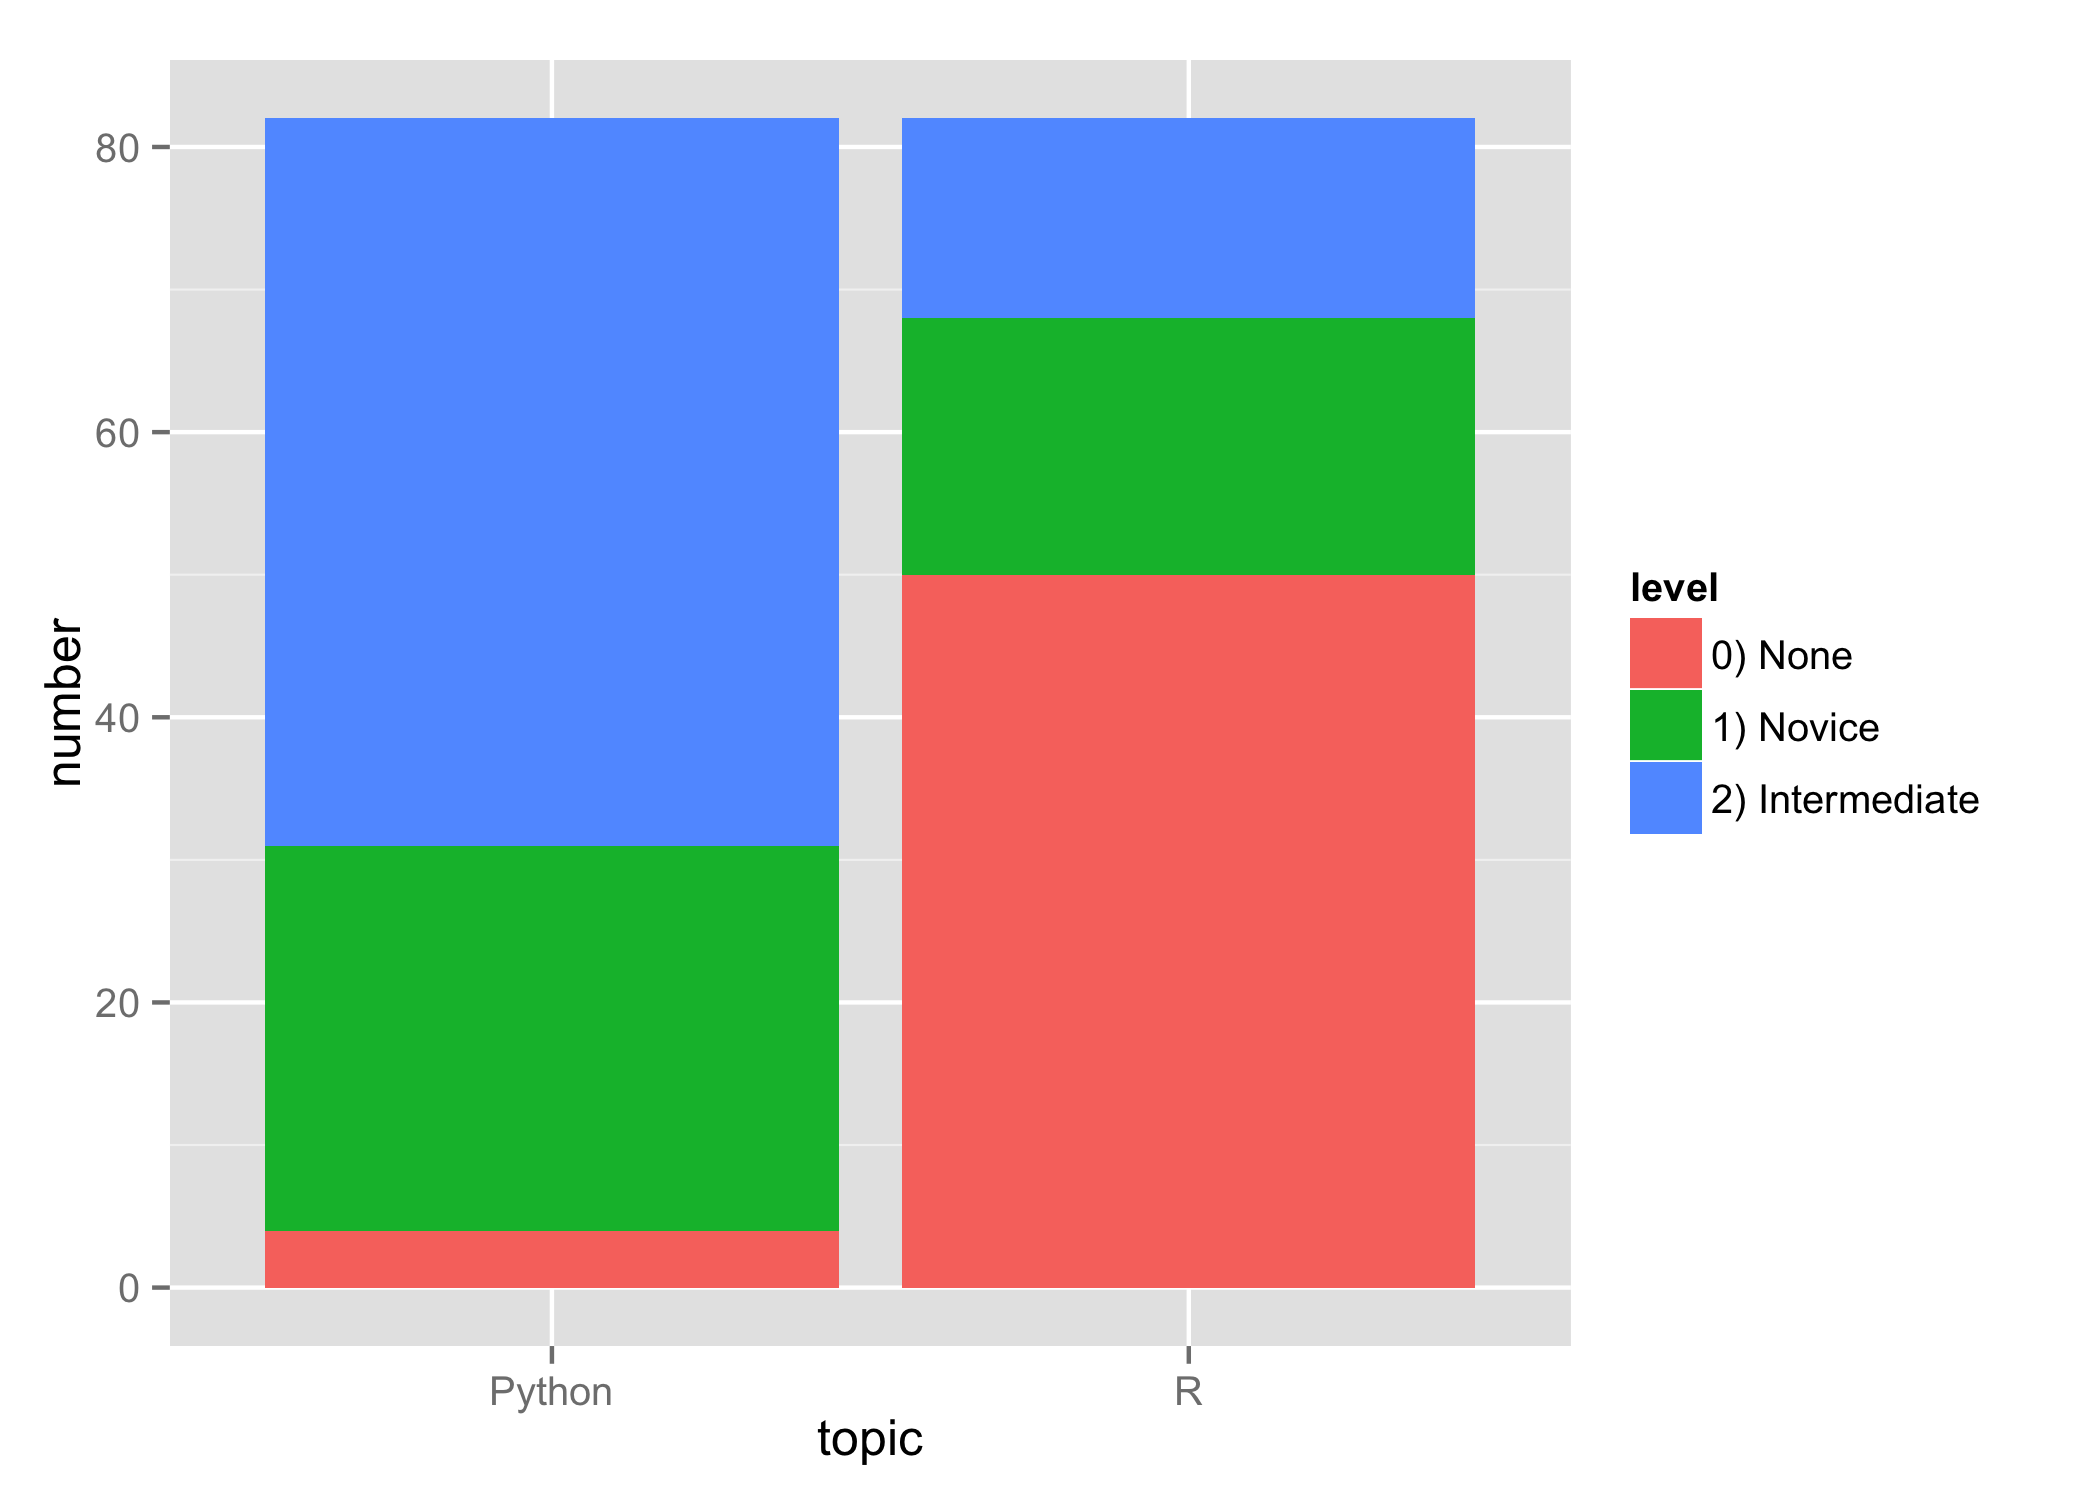 number
80
60
40
20
0
Python R
topic
level
0) None
1) Novice
2) Intermediate